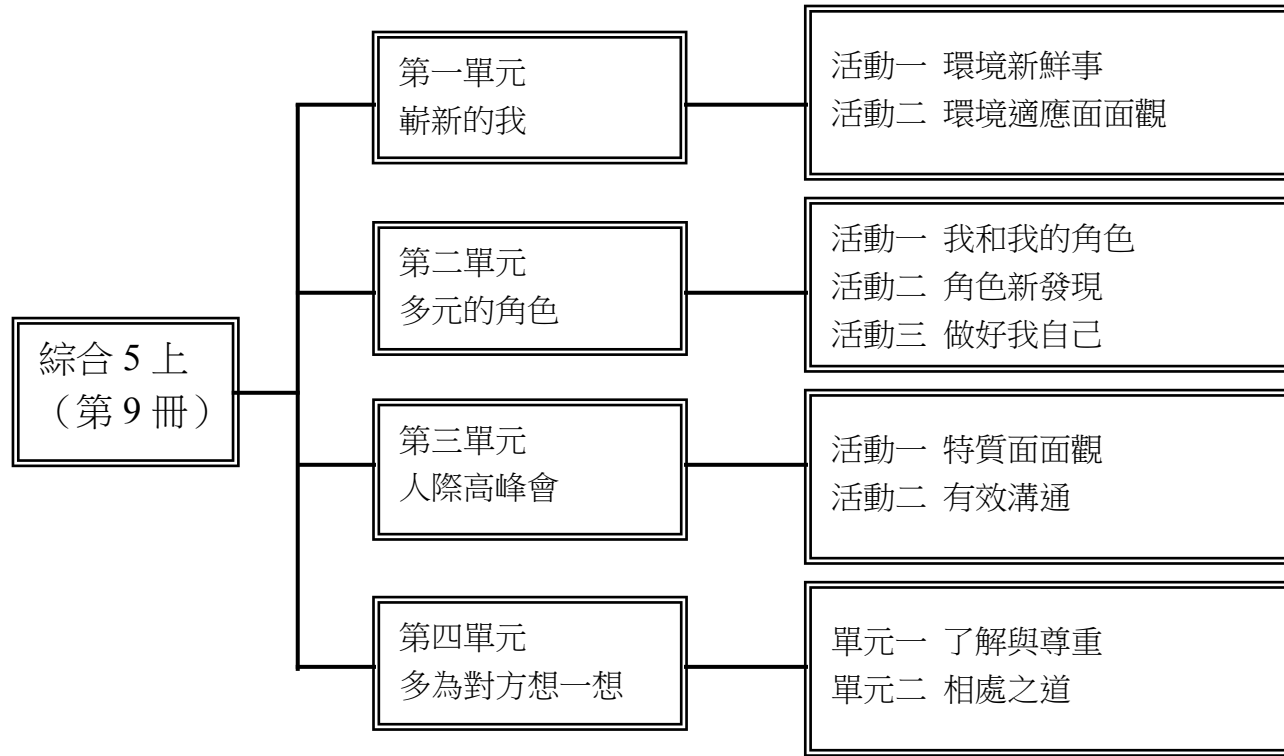 綜合 5 上
（第 9 冊）
第一單元
嶄新的我
活動一 環境新鮮事
活動二 環境適應面面觀
第二單元
多元的角色
活動一 我和我的角色
活動二 角色新發現
活動三 做好我自己
第三單元
人際高峰會
活動一 特質面面觀
活動二 有效溝通
第四單元
多為對方想一想
單元一 了解與尊重
單元二 相處之道